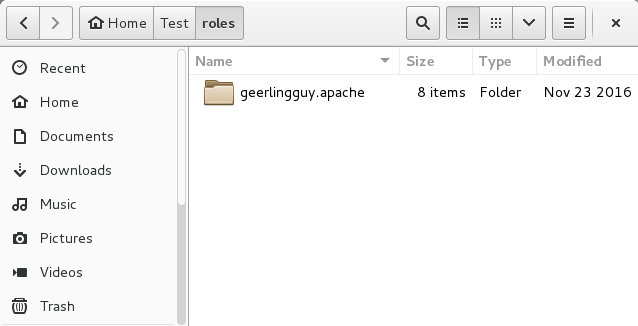 Home Test roles
Name Size Type Modified
geerlingguy.apache 8 items Folder Nov 23 2016
Recent
Home
Documents
Downloads
Music
Pictures
Videos
Trash